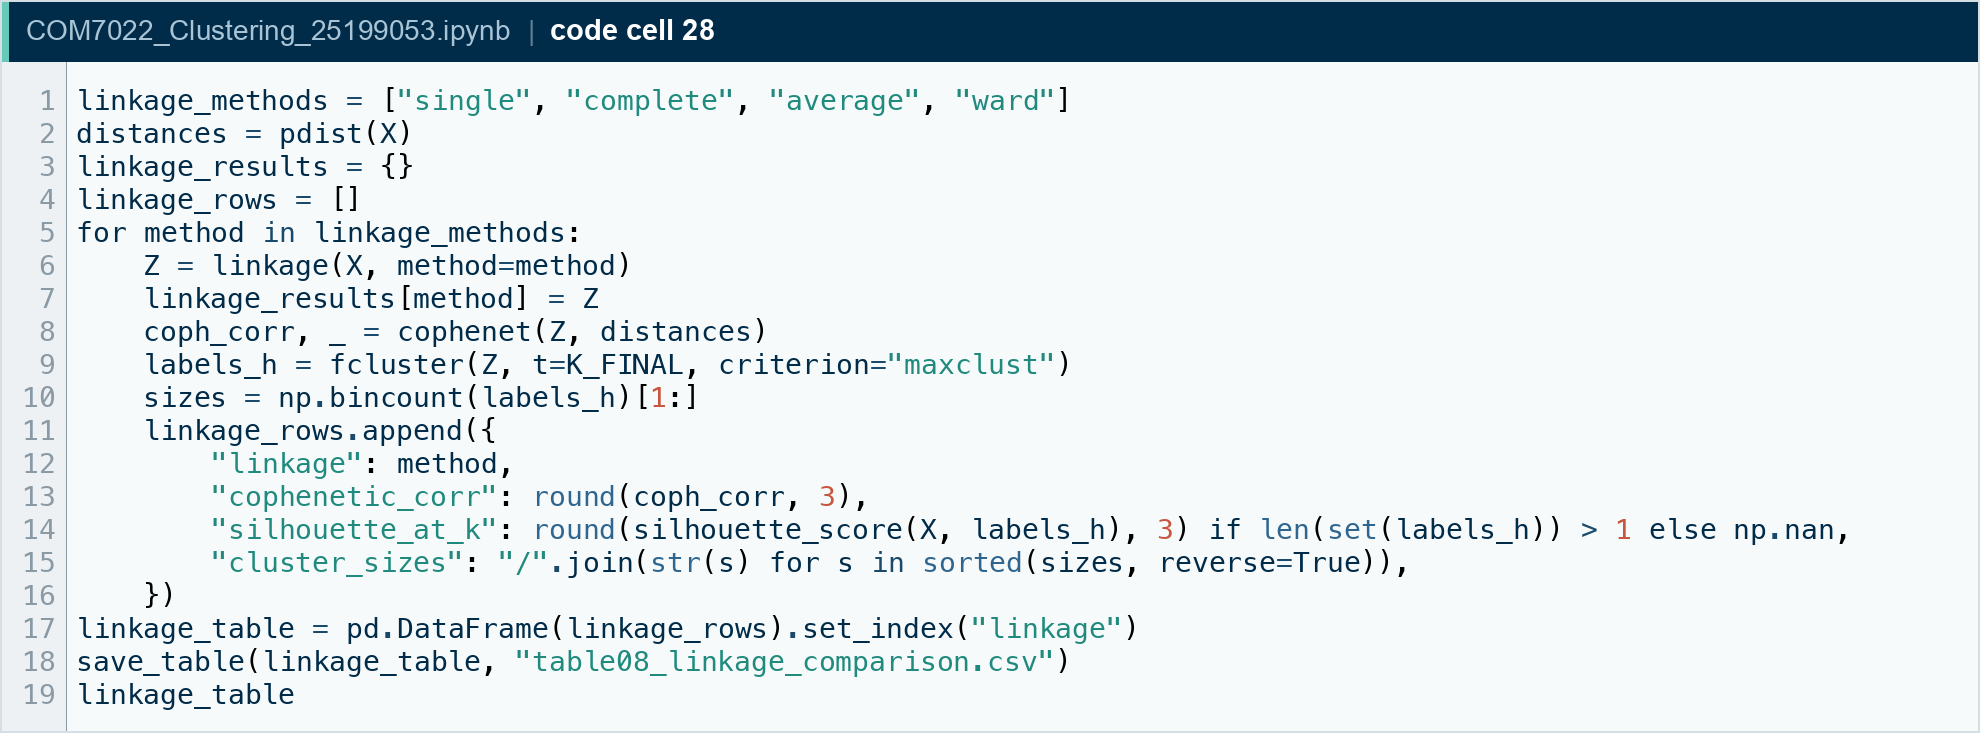 COM7022_Clustering_25199053.ipynb | code cell 28
1 linkage_methods = ["single", "complete", "average", "ward"]
2 distances = pdist(X)
3 linkage_results = {}
4 linkage_rows = []
5 for method in linkage_methods:
6     Z = linkage(X, method=method)
7     linkage_results[method] = Z
8     coph_corr, _ = cophenet(Z, distances)
9     labels_h = fcluster(Z, t=K_FINAL, criterion="maxclust")
10     sizes = np.bincount(labels_h)[1:]
11     linkage_rows.append({
12         "linkage": method,
13         "cophenetic_corr": round(coph_corr, 3),
14         "silhouette_at_k": round(silhouette_score(X, labels_h), 3) if len(set(labels_h)) > 1 else np.nan,
15         "cluster_sizes": "/".join(str(s) for s in sorted(sizes, reverse=True)),
16     })
17 linkage_table = pd.DataFrame(linkage_rows).set_index("linkage")
18 save_table(linkage_table, "table08_linkage_comparison.csv")
19 linkage_table